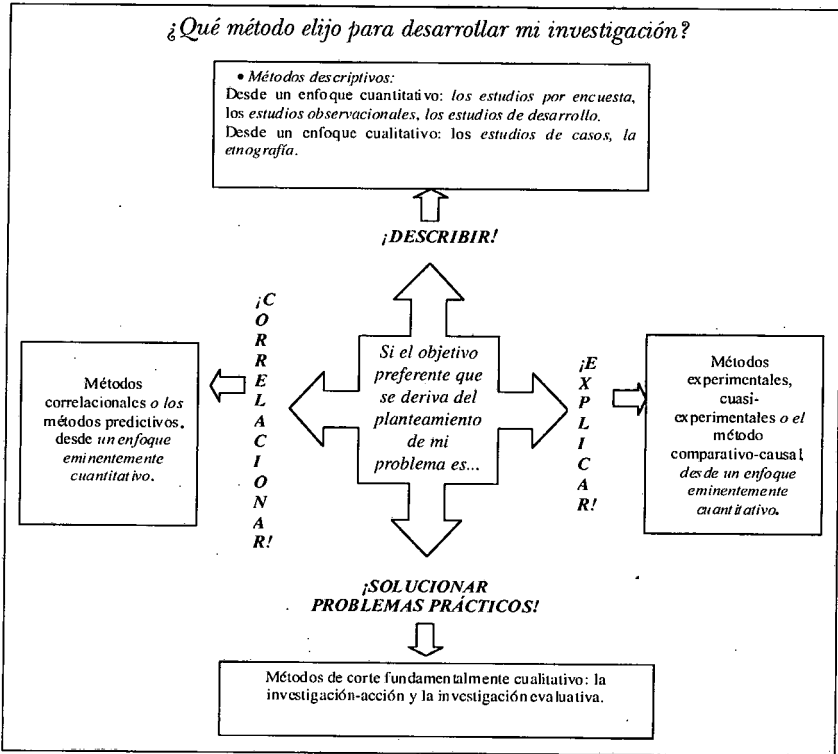 ¿Qué método elijo para desarrollar mi investigación?
• Métodos descriptivos:
Desde un enfoque cuantitativo: los estudios por encuesta,
los estudios observacionales, los estudios de desarrollo.
Desde un enfoque cualitativo: los estudios de casos, la
etnografía.
¡DESCRIBIR!
¡CORRELACIONAR!
Métodos
correlacionales o los
métodos predictivos,
desde un enfoque
eminentemente
cuantitativo.
Si el objetivo
preferente que
se deriva del
planteamiento
de mi
problema es...
¡EXPLICAR!
Métodos
experimentales,
cuasi-
experimentales o el
método
comparativo-causal,
desde un enfoque
eminentemente
cuantitativo.
¡SOLUCIONAR
PROBLEMAS PRÁCTICOS!
Métodos de corte fundamentalmente cualitativo: la
investigación-acción y la investigación evaluativa.